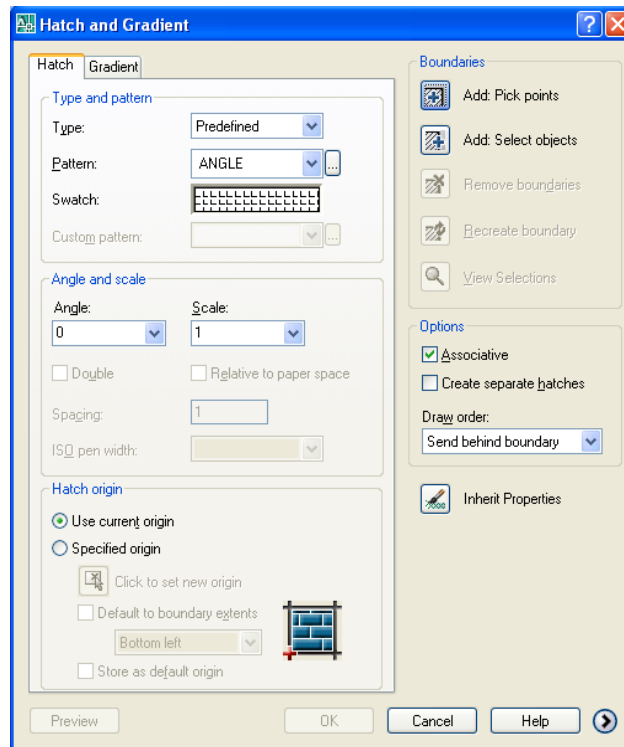 Hatch and Gradient
Hatch
Gradient
Type and pattern
Type:
Predefined
Pattern:
ANGLE
...
Swatch:
Custom pattern:
...
Angle and scale
Angle:
Scale:
0
1
Double
Relative to paper space
Spacing:
1
ISO pen width:
Hatch origin
Use current origin
Specified origin
Click to set new origin
Default to boundary extents
Bottom left
Store as default origin
Boundaries
Add: Pick points
Add: Select objects
Remove boundaries
Recreate boundary
View Selections
Options
Associative
Create separate hatches
Draw order:
Send behind boundary
Inherit Properties
Preview
OK
Cancel
Help